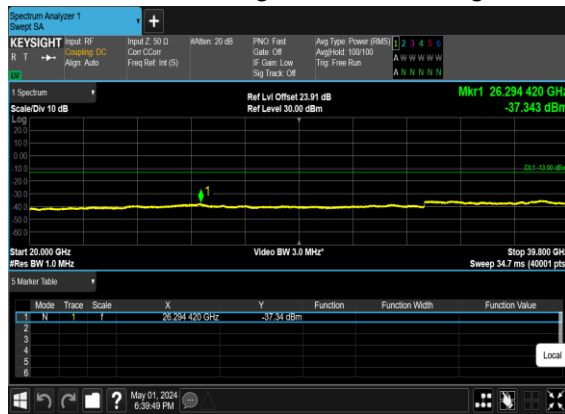 Spectrum Analyzer 1
Swept SA
+
KEYSIGHT
R T
Input: RF
Coupling: DC
Align: Auto
Input Z: 50 Ω
Corr CCorr
Freq Ref: Int (S)
#Atten: 20 dB
PNO: Fast
Gate: Off
IF Gain: Low
Sig Track: Off
Avg Type: Power (RMS)
Avg|Hold: 100/100
Trig: Free Run
1 2 3 4 5 6
A W W W W W
A N N N N N
LW
1 Spectrum
Scale/Div 10 dB
Ref Lvl Offset 23.91 dB
Ref Level 30.00 dBm
Mkr1 26.294 420 GHz
-37.343 dBm
Log
20.0
10.0
0.00
-10.0
-20.0
-30.0
-40.0
-50.0
-60.0
DL1 -13.00 dBm
1
Start 20.000 GHz
#Res BW 1.0 MHz
Video BW 3.0 MHz*
Stop 39.800 GHz
Sweep 34.7 ms (40001 pts
5 Marker Table
Mode Trace Scale X Y Function Function Width Function Value
1 N 1 f 26.294 420 GHz -37.34 dBm
2
3
4
5
6
Local
?
May 01, 2024
6:39:49 PM